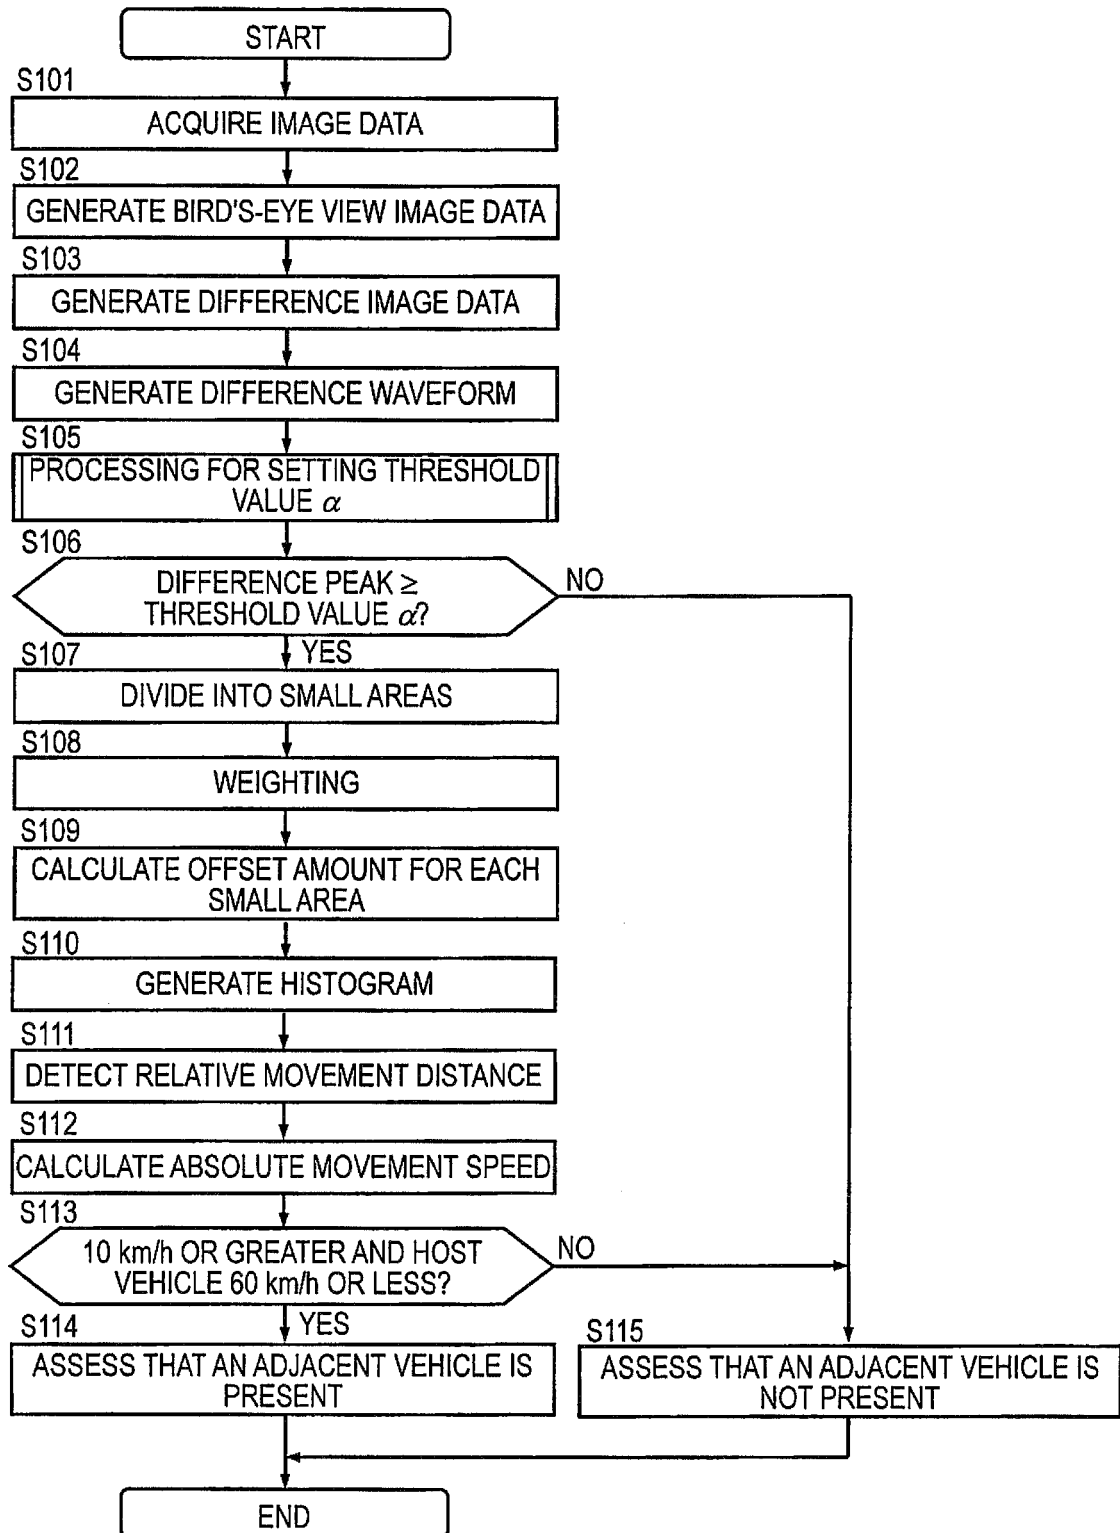 START
S101
ACQUIRE IMAGE DATA
S102
GENERATE BIRD'S-EYE VIEW IMAGE DATA
S103
GENERATE DIFFERENCE IMAGE DATA
S104
GENERATE DIFFERENCE WAVEFORM
S105
PROCESSING FOR SETTING THRESHOLD
VALUE α
S106
DIFFERENCE PEAK ≥
THRESHOLD VALUE α?
NO
YES
S107
DIVIDE INTO SMALL AREAS
S108
WEIGHTING
S109
CALCULATE OFFSET AMOUNT FOR EACH
SMALL AREA
S110
GENERATE HISTOGRAM
S111
DETECT RELATIVE MOVEMENT DISTANCE
S112
CALCULATE ABSOLUTE MOVEMENT SPEED
S113
10 km/h OR GREATER AND HOST
VEHICLE 60 km/h OR LESS?
NO
YES
S114
ASSESS THAT AN ADJACENT VEHICLE IS
PRESENT
S115
ASSESS THAT AN ADJACENT VEHICLE IS
NOT PRESENT
END